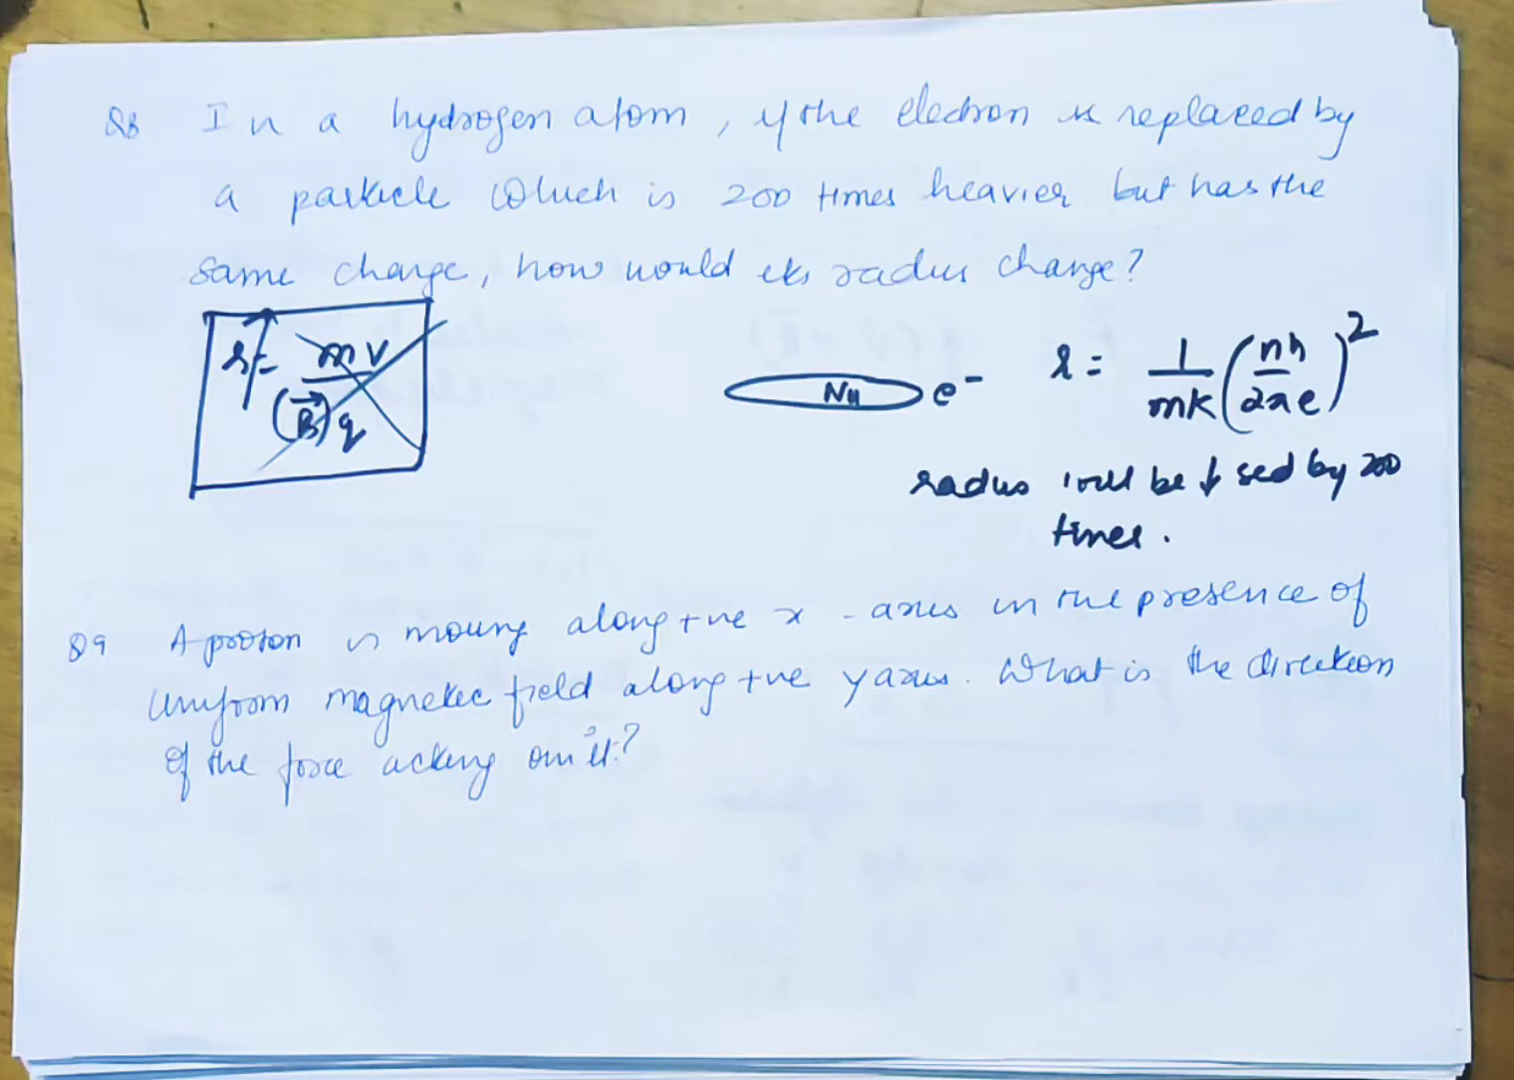 Q8 In a hydrogen atom, if the electron is replaced by
a particle which is 200 times heavier but has the
same charge, how would its radius change?
r = mv / (B⃗)q
N e⁻ r = 1/mk (nh/2πe)²
radius will be ↓sed by 200
times.
Q9 A proton is moving along +ve x-axis in the presence of
Uniform magnetic field along +ve y axis. What is the direction
of the force acting on it?